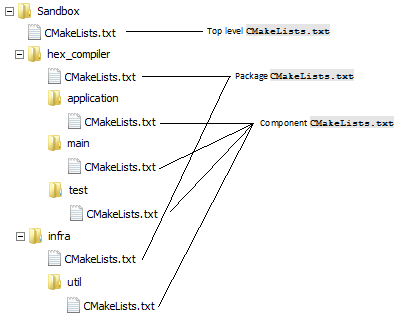 Sandbox
CMakeLists.txt Top level CMakeLists.txt
hex_compiler
CMakeLists.txt Package CMakeLists.txt
application
CMakeLists.txt Component CMakeLists.txt
main
CMakeLists.txt
test
CMakeLists.txt
infra
CMakeLists.txt
util
CMakeLists.txt